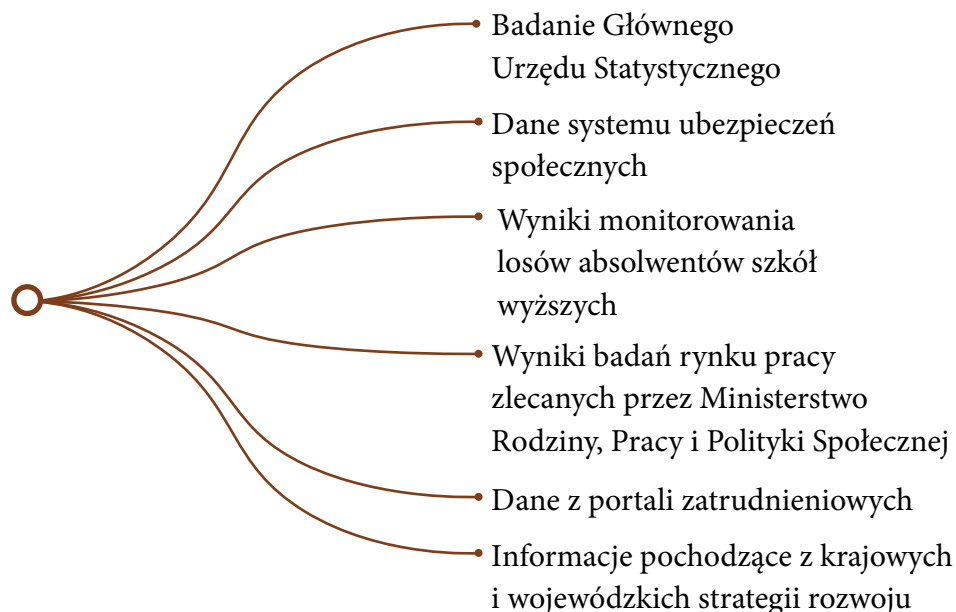 Badanie Głównego
Urzędu Statystycznego
Dane systemu ubezpieczeń
społecznych
Wyniki monitorowania
losów absolwentów szkół
wyższych
Wyniki badań rynku pracy
zlecanych przez Ministerstwo
Rodziny, Pracy i Polityki Społecznej
Dane z portali zatrudnieniowych
Informacje pochodzące z krajowych
i wojewódzkich strategii rozwoju